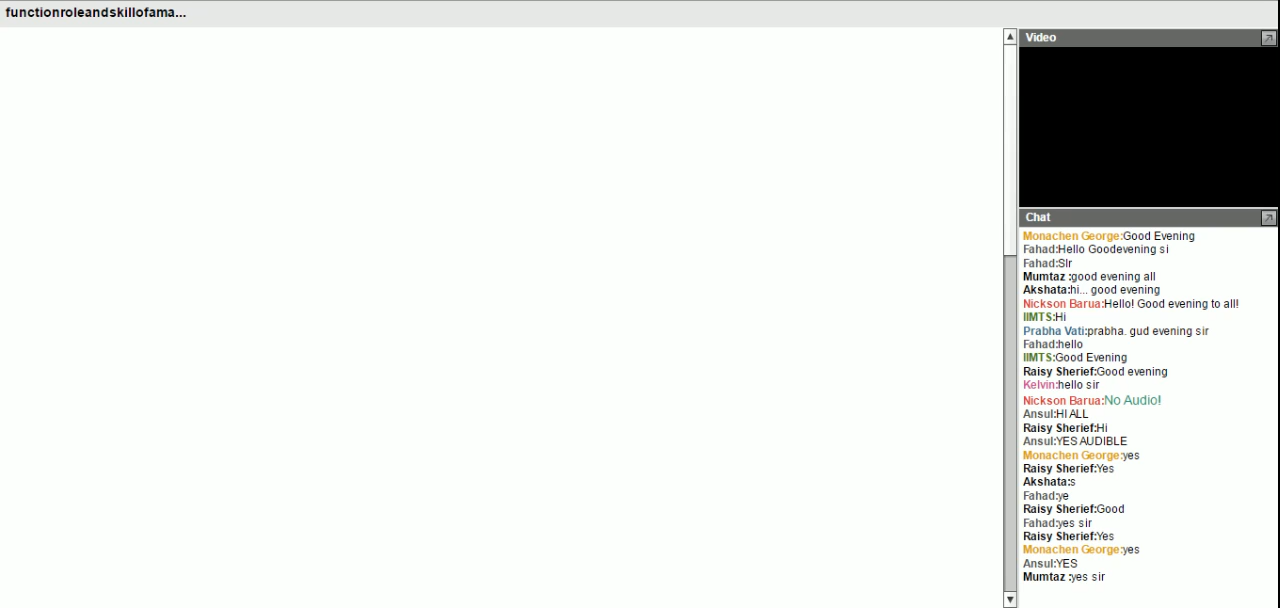 functionroleandskillofama...
Video
Chat
Monachen George:Good Evening
Fahad:Hello Goodevening si
Fahad:SIr
Mumtaz :good evening all
Akshata:hi... good evening
Nickson Barua:Hello! Good evening to all!
IIMTS:Hi
Prabha Vati:prabha. gud evening sir
Fahad:hello
IIMTS:Good Evening
Raisy Sherief:Good evening
Kelvin:hello sir
Nickson Barua:No Audio!
Ansul:HI ALL
Raisy Sherief:Hi
Ansul:YES AUDIBLE
Monachen George:yes
Raisy Sherief:Yes
Akshata:s
Fahad:ye
Raisy Sherief:Good
Fahad:yes sir
Raisy Sherief:Yes
Monachen George:yes
Ansul:YES
Mumtaz :yes sir